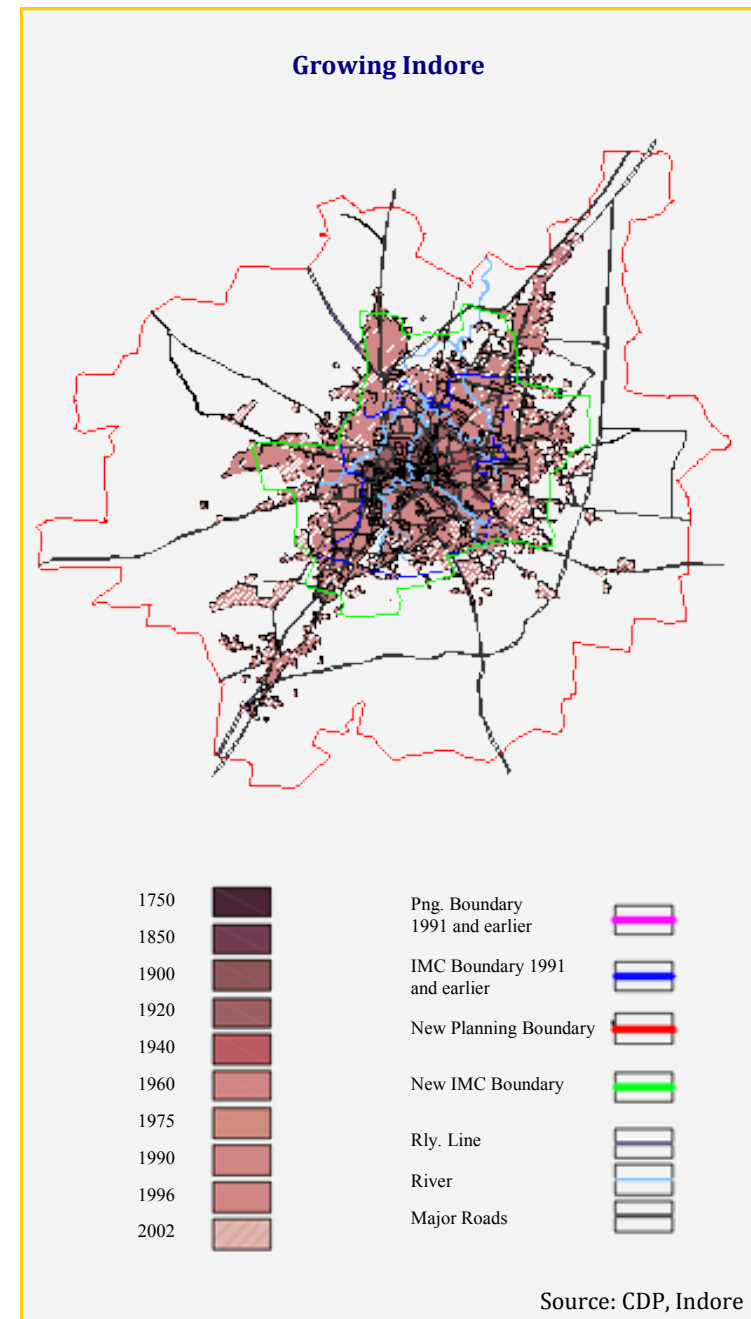 Growing Indore
1750
1850
1900
1920
1940
1960
1975
1990
1996
2002
Png. Boundary
1991 and earlier
IMC Boundary 1991
and earlier
New Planning Boundary
New IMC Boundary
Rly. Line
River
Major Roads
Source: CDP, Indore